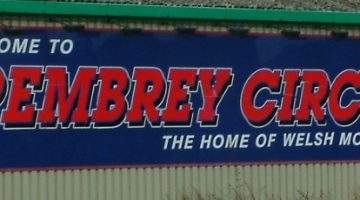 OME TO
PEMBREY CIRC
THE HOME OF WELSH MO